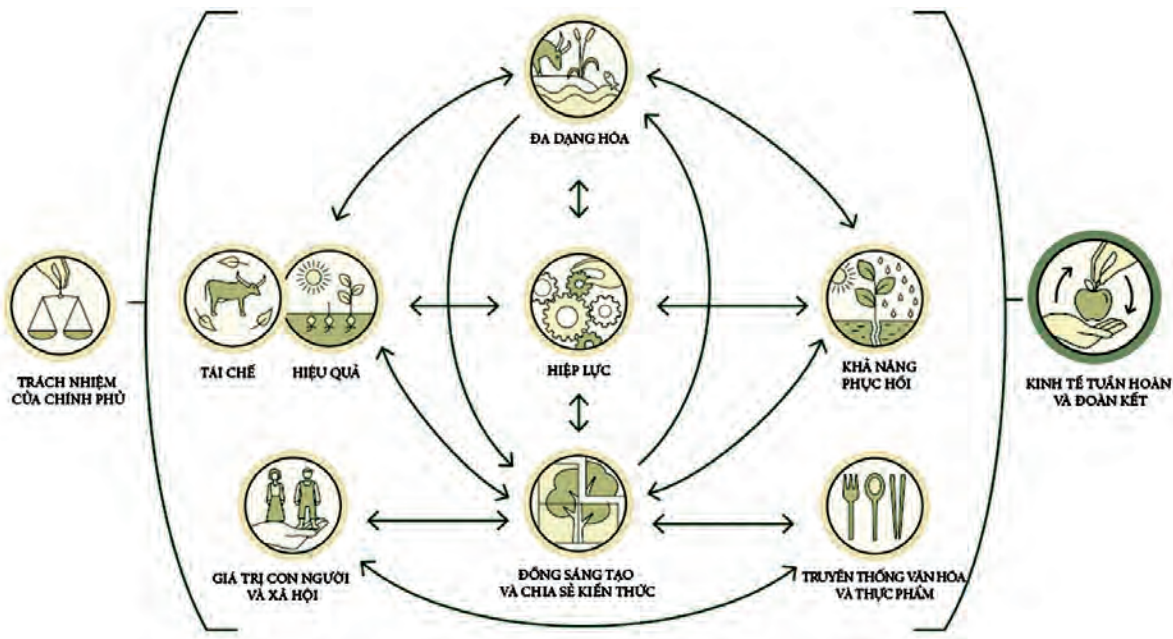 ĐA DẠNG HÓA
TRÁCH NHIỆM
CỦA CHÍNH PHỦ
TÁI CHẾ
HIỆU QUẢ
HIỆP LỰC
KHẢ NĂNG
PHỤC HỒI
KINH TẾ TUẦN HOÀN
VÀ ĐOÀN KẾT
GIÁ TRỊ CON NGƯỜI
VÀ XÃ HỘI
ĐỒNG SÁNG TẠO
VÀ CHIA SẺ KIẾN THỨC
TRUYỀN THỐNG VĂN HÓA
VÀ THỰC PHẨM